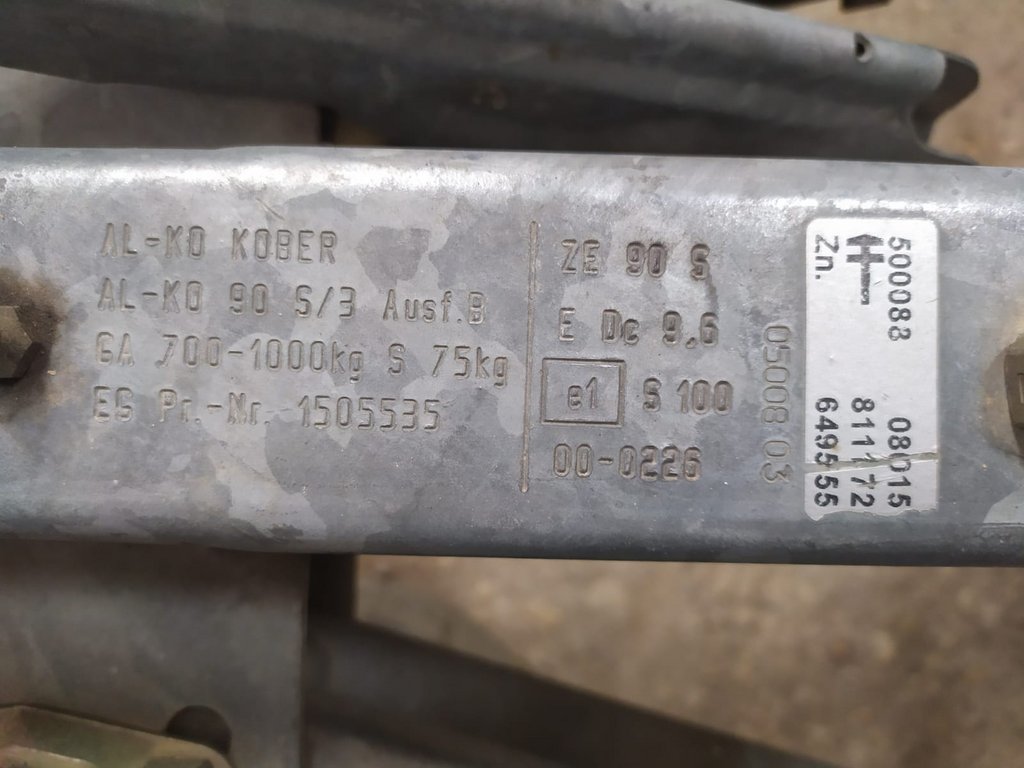 AL-KO KOBER
AL-KO 90 S/3 Ausf.B
GA 700-1000kg S 75kg
EG Pr.-Nr. 1505535
ZE 90 S
E Dc 9,6
e1 S 100
00-0226
05008 03
500088 08015
811172
Zn. 649555